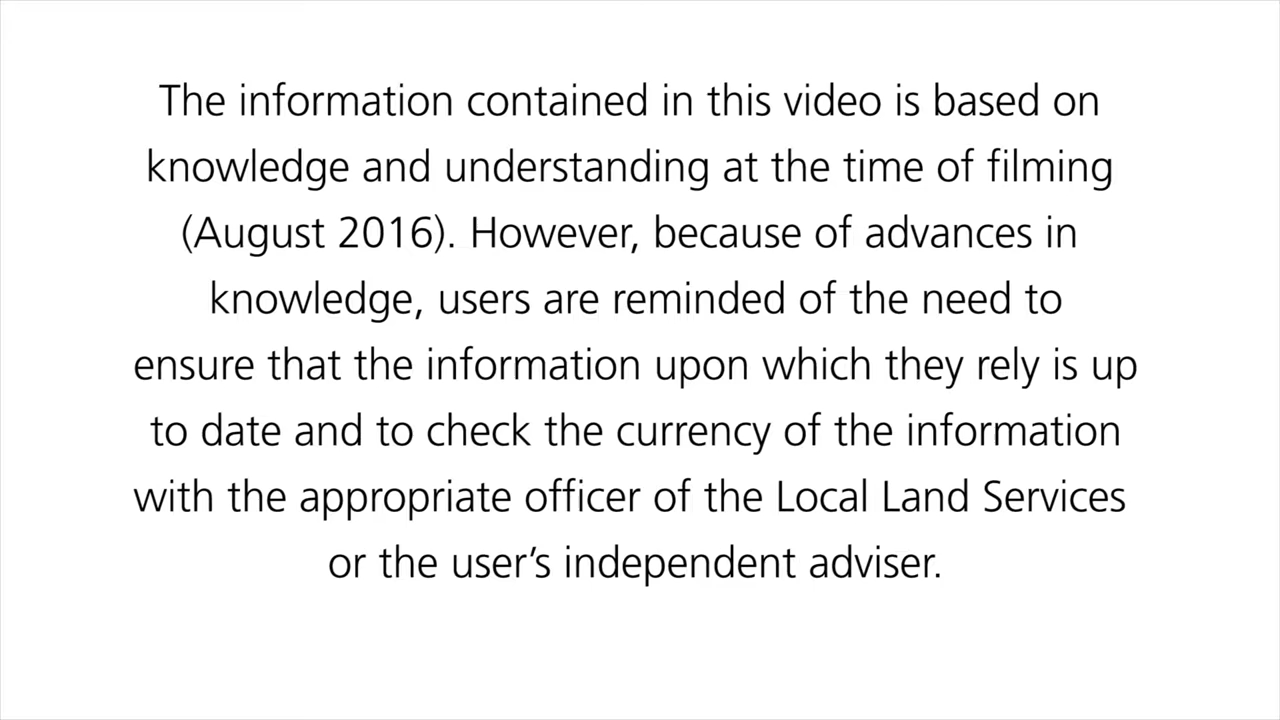 The information contained in this video is based on
knowledge and understanding at the time of filming
(August 2016). However, because of advances in
knowledge, users are reminded of the need to
ensure that the information upon which they rely is up
to date and to check the currency of the information
with the appropriate officer of the Local Land Services
or the user’s independent adviser.